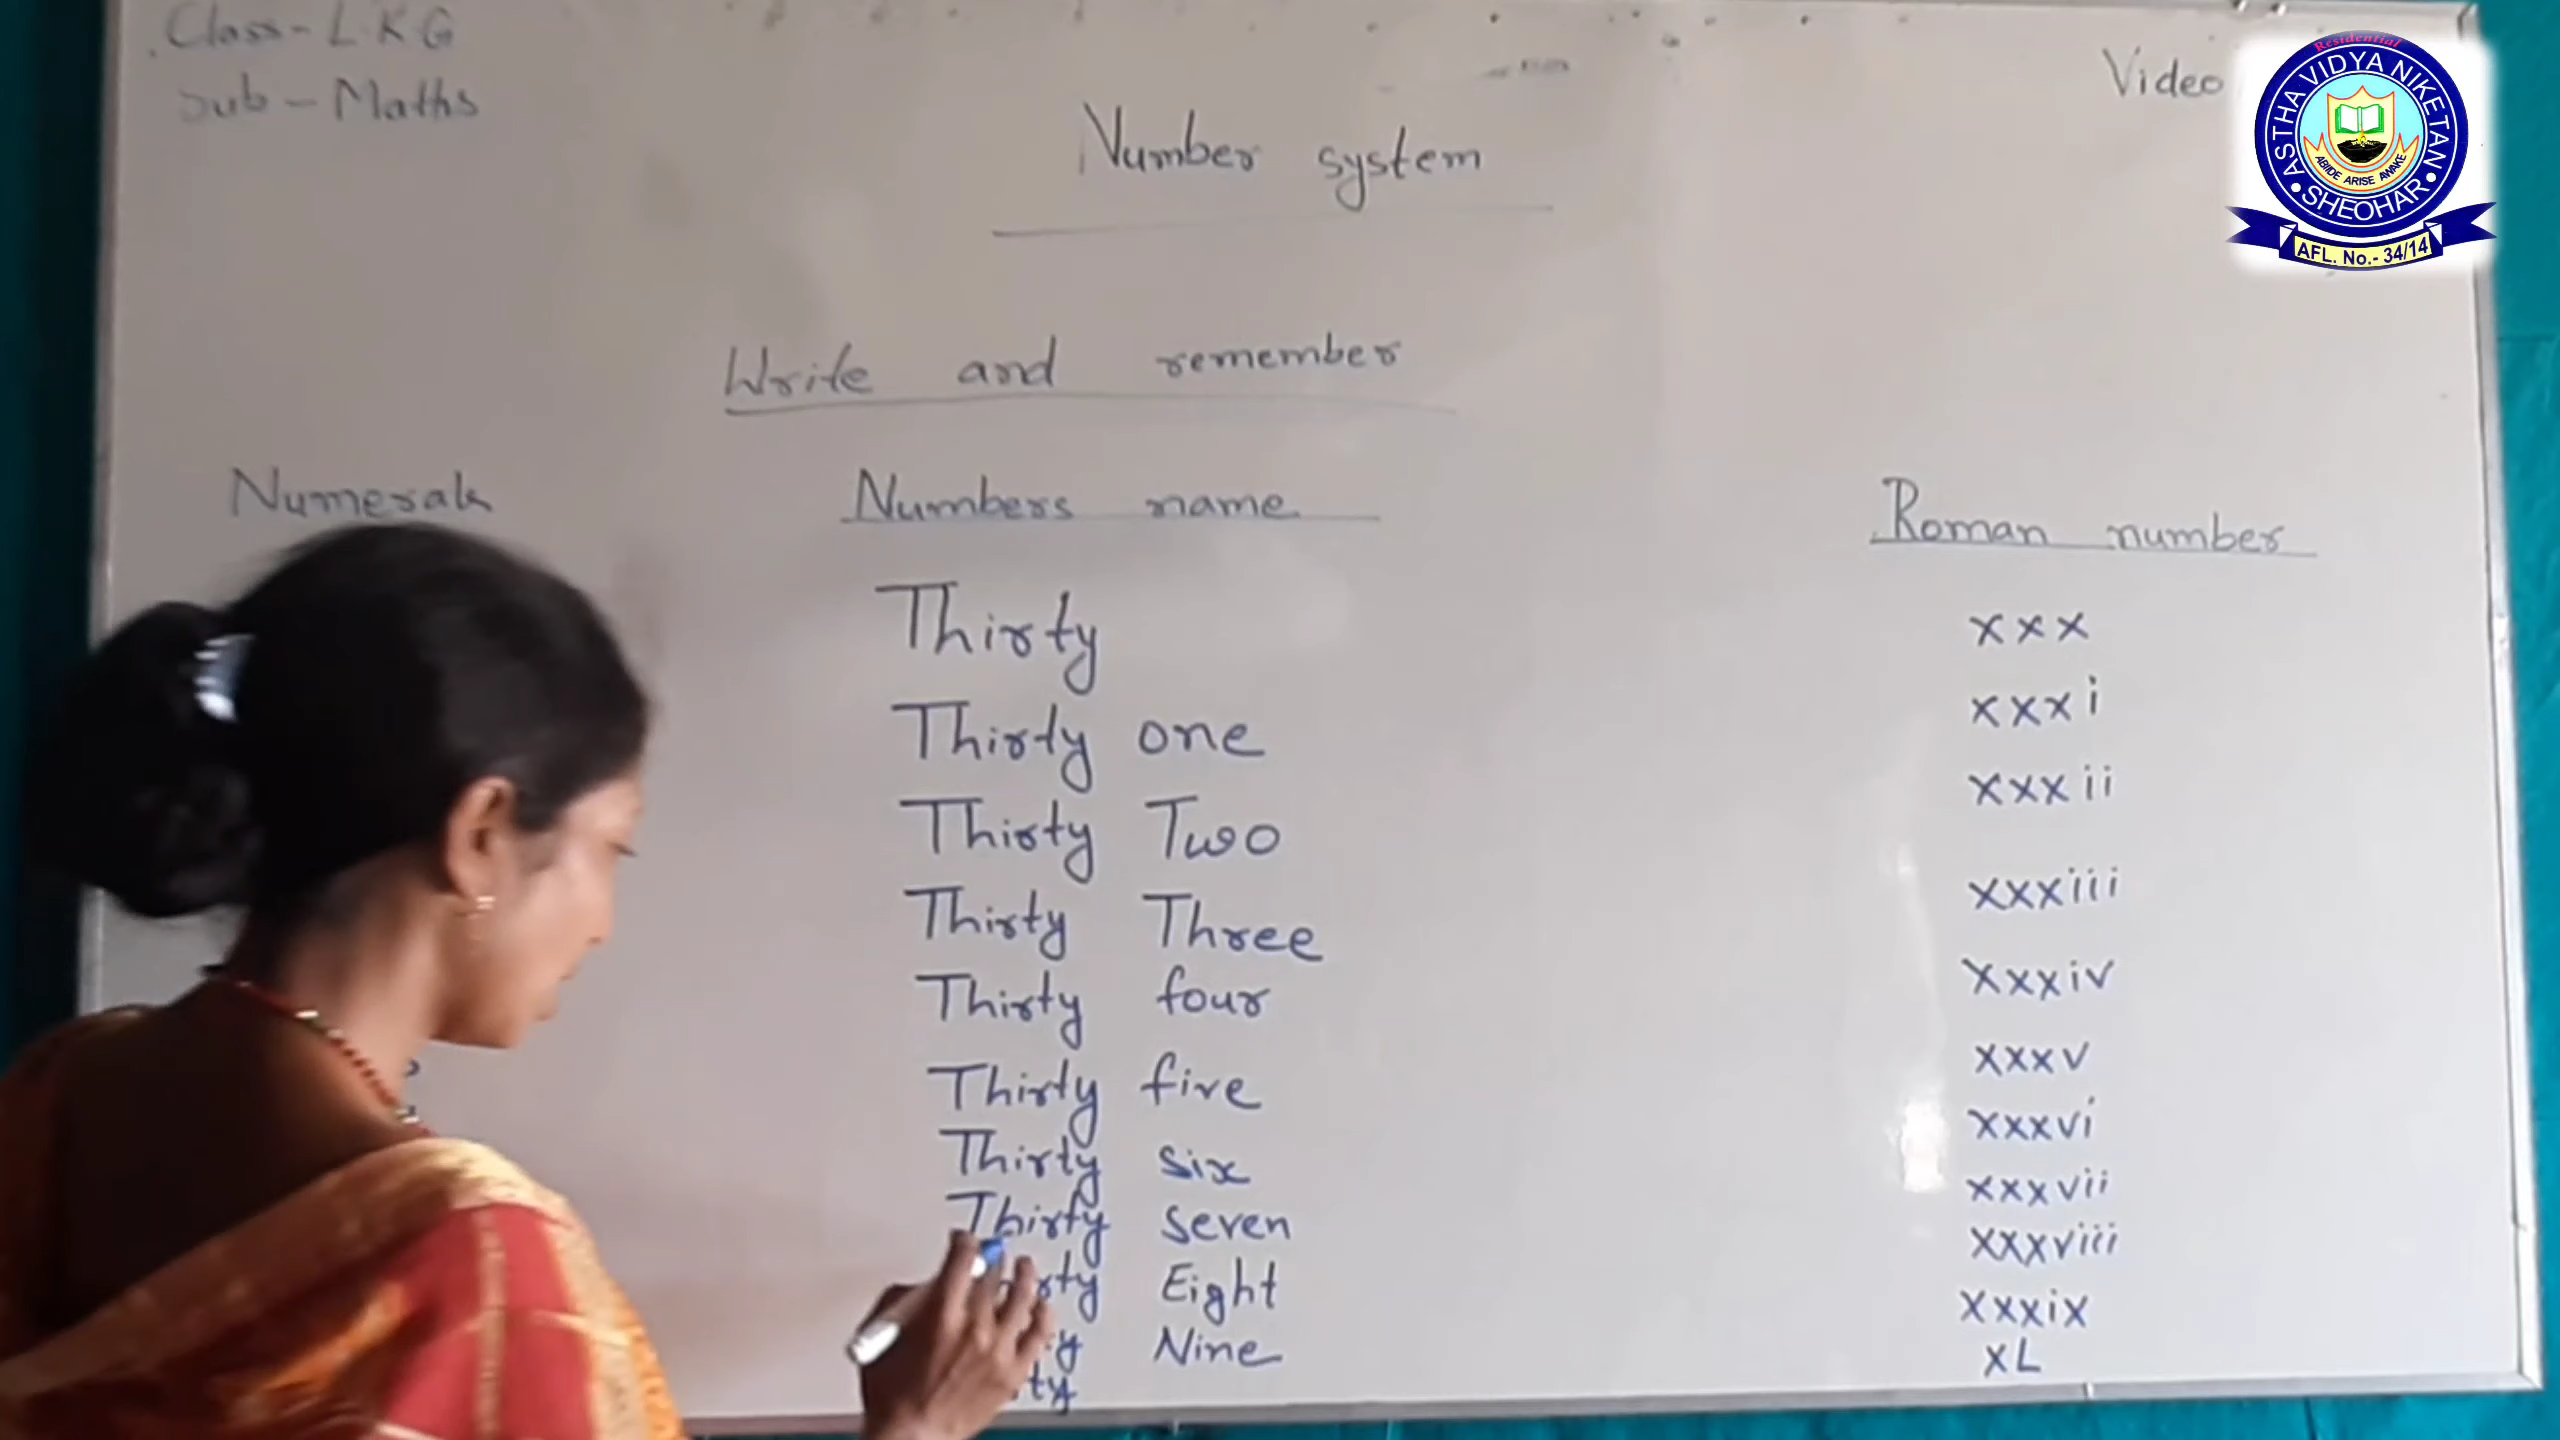 Class - L.K.G
Sub - Maths
Video
Residential
AASTHA VIDYA NIKETAN
ABIDE ARISE AWAKE
SHEOHAR
AFL. No.- 34/14
Number system
Write and remember
Numerals Numbers name Roman number
Thirty xxx
Thirty one xxxi
Thirty Two xxxii
Thirty Three xxxiii
Thirty four xxxiv
Thirty five xxxv
Thirty six xxxvi
Thirty seven xxxvii
Eight xxxviii
Nine xxxix
xL